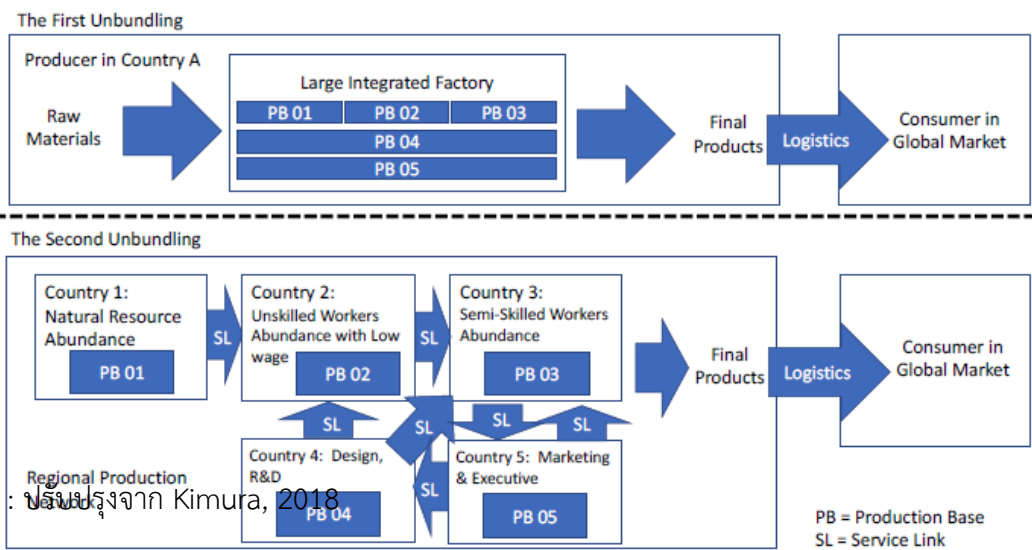 The First Unbundling
Producer in Country A
Raw
Materials
Large Integrated Factory
PB 01
PB 02
PB 03
PB 04
PB 05
Final
Products
Logistics
Consumer in
Global Market
The Second Unbundling
Country 1:
Natural Resource
Abundance
PB 01
SL
Country 2:
Unskilled Workers
Abundance with Low
wage
PB 02
SL
Country 3:
Semi-Skilled Workers
Abundance
PB 03
Final
Products
Logistics
Consumer in
Global Market
SL
SL
SL
SL
Country 4: Design,
R&D
PB 04
SL
Country 5: Marketing
& Executive
PB 05
Regional Production
Network
: ปรับปรุงจาก Kimura, 2018
PB = Production Base
SL = Service Link